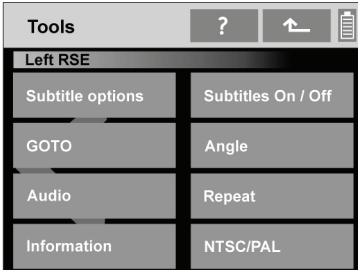 Tools ?
Left RSE
Subtitle options Subtitles On / Off
GOTO Angle
Audio Repeat
Information NTSC/PAL